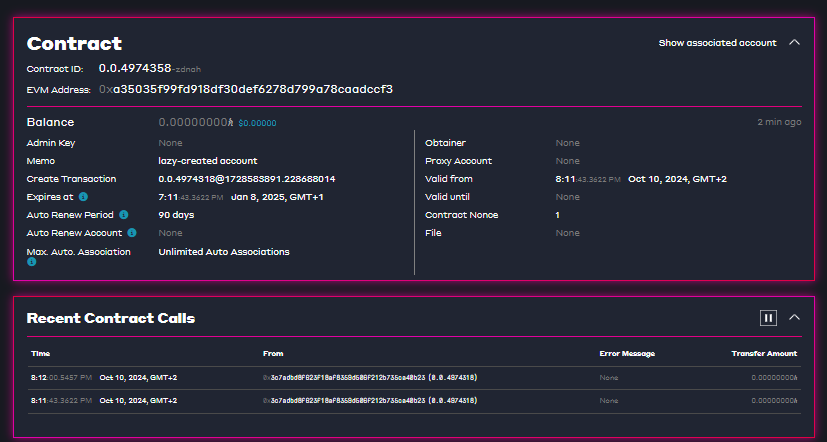 Contract
Show associated account
Contract ID: 0.0.4974358-zdnah
EVM Address: 0xa35035f99fd918df30def6278d799a78caadccf3
Balance 0.00000000ℏ $0.00000 2 min ago
Admin Key None
Obtainer None
Memo lazy-created account
Proxy Account None
Create Transaction 0.0.4974318@1728583891.228688014
Valid from 8:11:43.3622 PM Oct 10, 2024, GMT+2
Expires at 7:11:43.3622 PM Jan 8, 2025, GMT+1
Valid until None
Auto Renew Period 90 days
Contract Nonce 1
Auto Renew Account None
File None
Max. Auto. Association Unlimited Auto Associations
Recent Contract Calls
Time From Error Message Transfer Amount
8:12:00.5457 PM Oct 10, 2024, GMT+2 0x3c7adbd9f623f18af8359d509f212b735ca40b23 (0.0.4974318) None 0.00000000ℏ
8:11:43.3622 PM Oct 10, 2024, GMT+2 0x3c7adbd9f623f18af8359d509f212b735ca40b23 (0.0.4974318) None 0.00000000ℏ